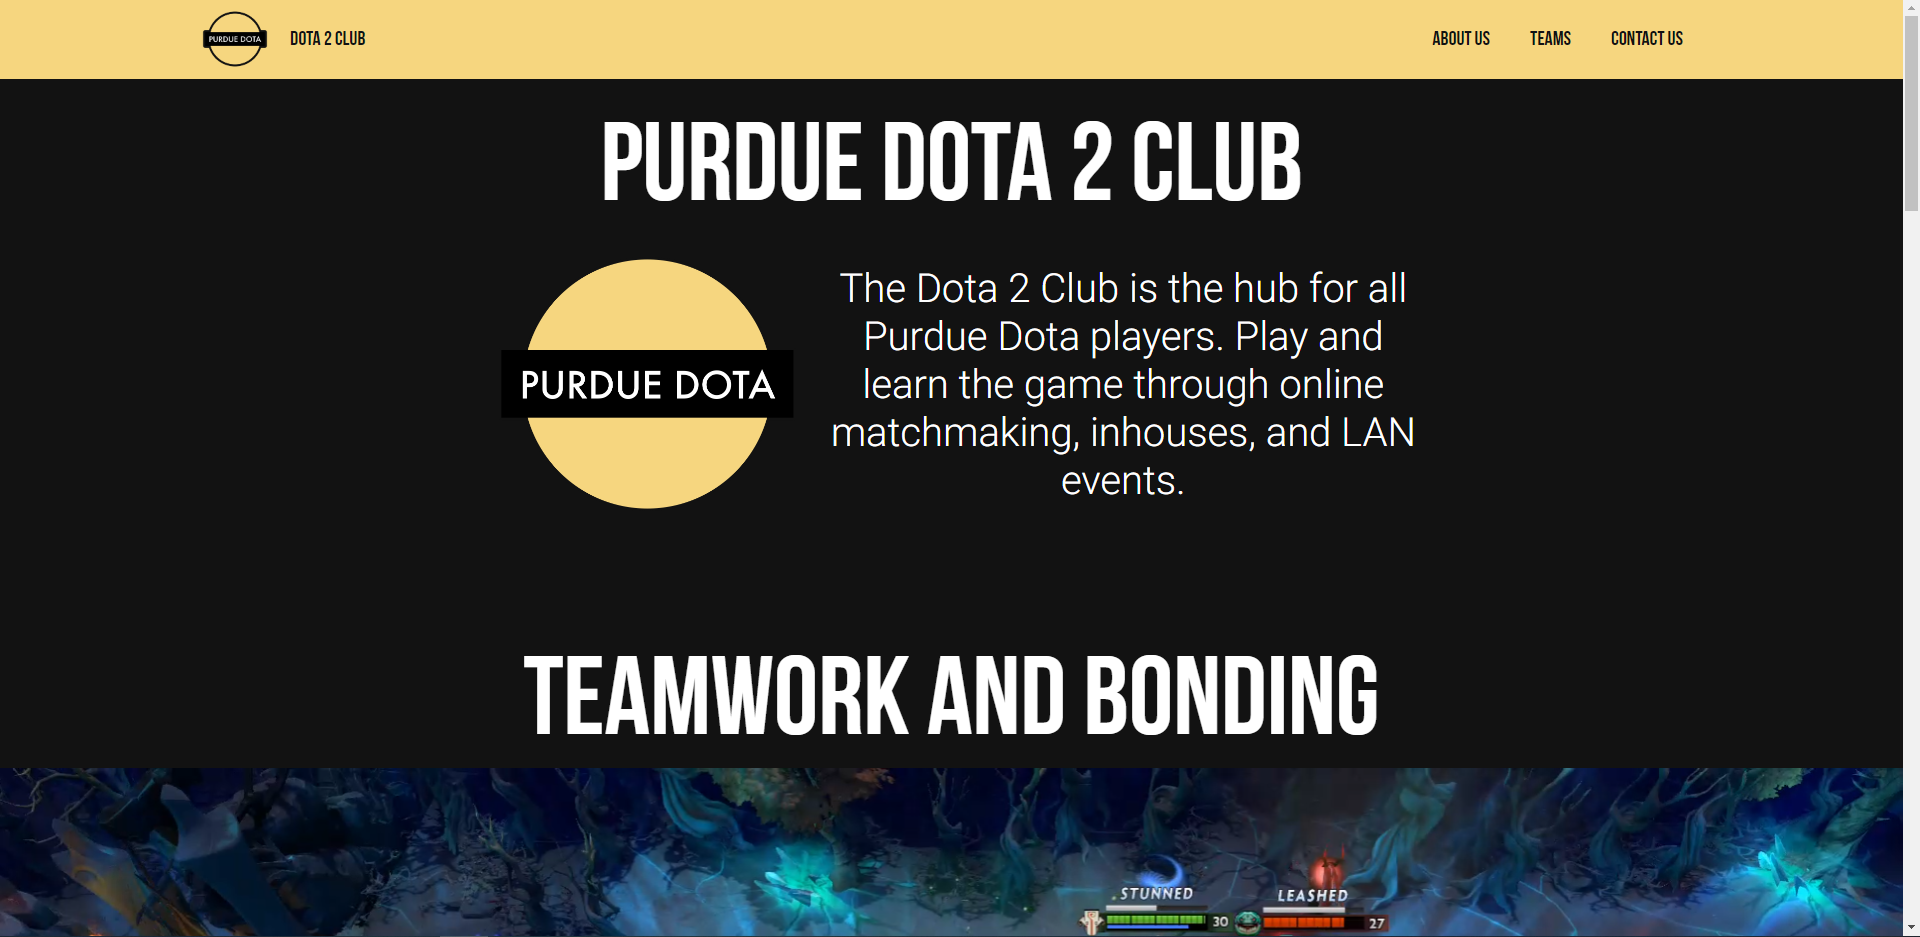 PURDUE DOTA
DOTA 2 CLUB
ABOUT US
TEAMS
CONTACT US
PURDUE DOTA 2 CLUB
PURDUE DOTA
The Dota 2 Club is the hub for all
Purdue Dota players. Play and
learn the game through online
matchmaking, inhouses, and LAN
events.
TEAMWORK AND BONDING
STUNNED
LEASHED
30
27